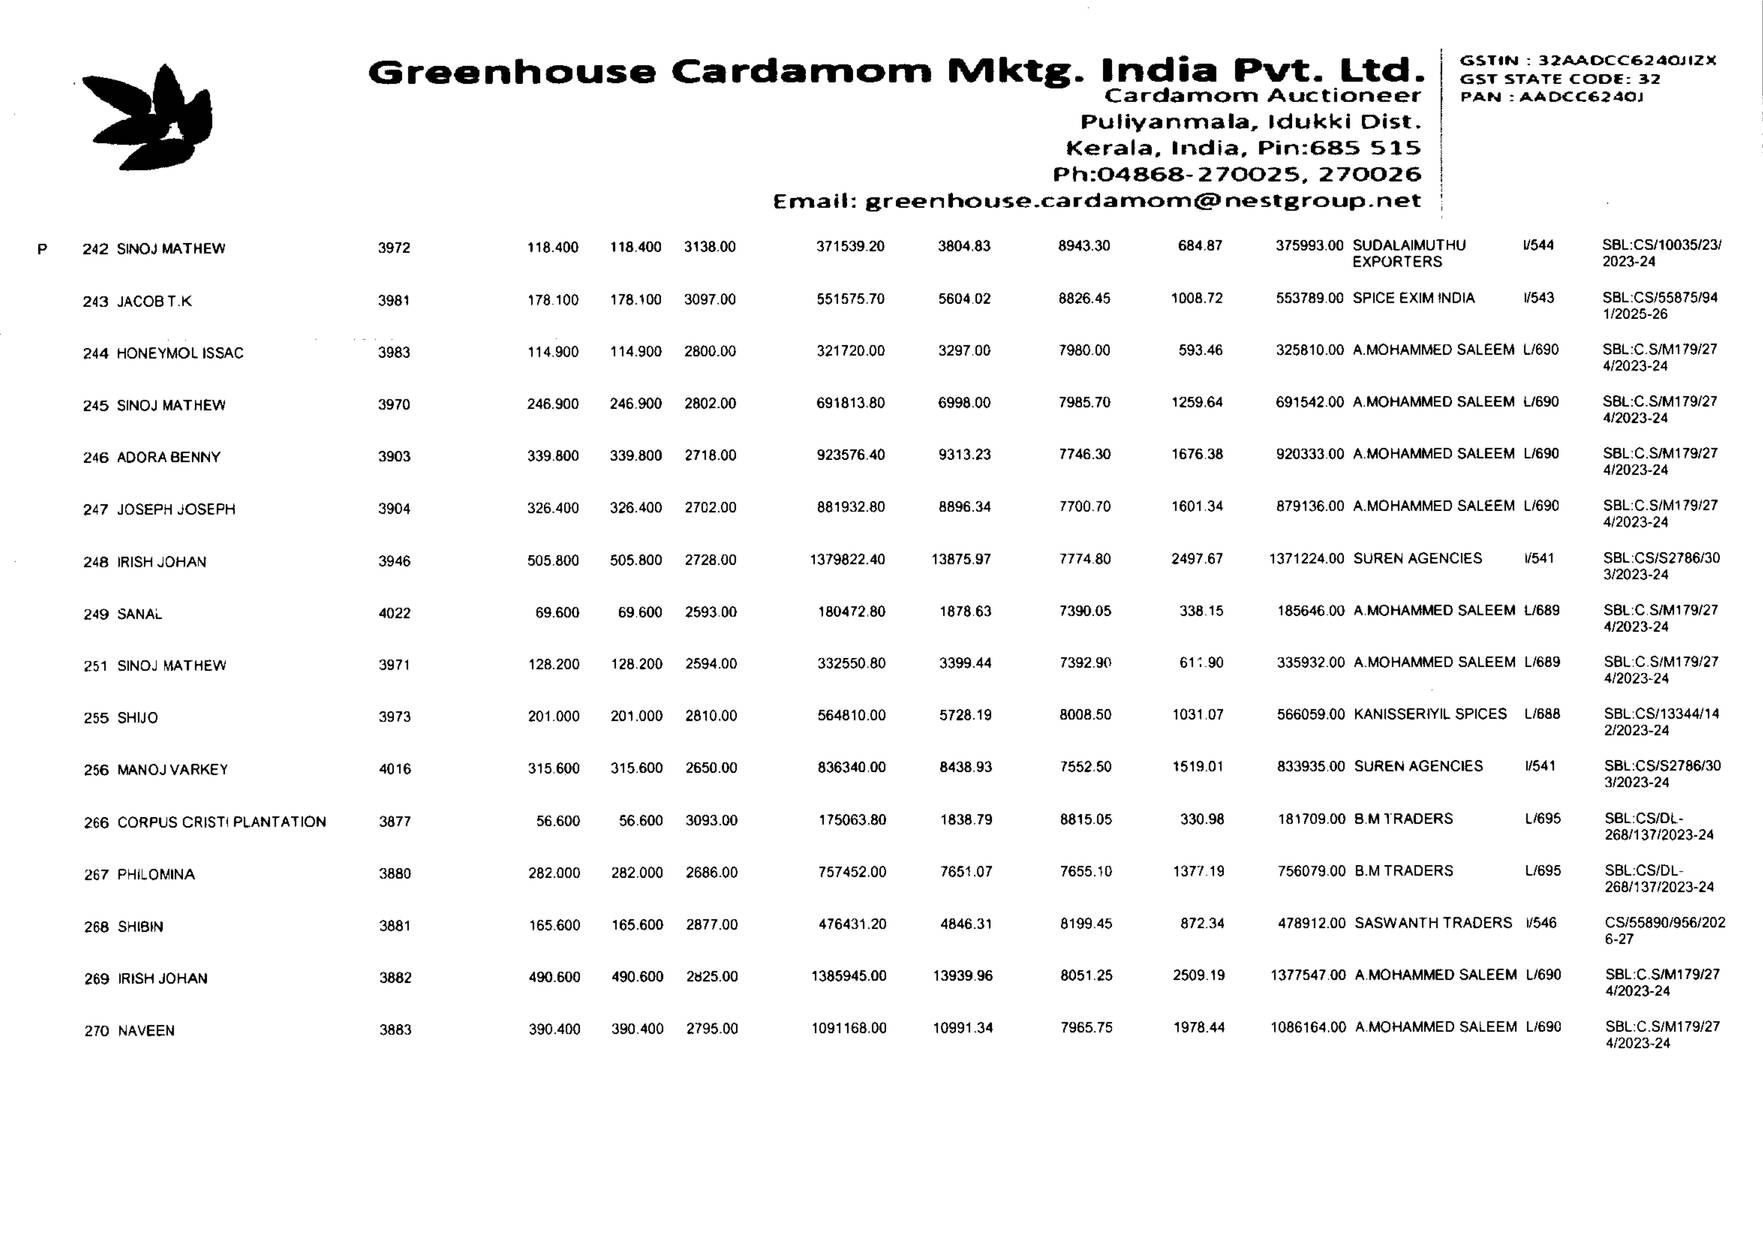 Greenhouse Cardamom Mktg. India Pvt. Ltd.
Cardamom Auctioneer
Puliyanmala, Idukki Dist.
Kerala, India, Pin:685 515
Ph:04868-270025, 270026
Email: greenhouse.cardamom@nestgroup.net
GSTIN : 32AADCC6240J1ZX
GST STATE CODE: 32
PAN : AADCC6240J
P 242 SINOJ MATHEW 3972 118.400 118.400 3138.00 371539.20 3804.83 8943.30 684.87 375993.00 SUDALAIMUTHU I/544 SBL:CS/10035/23/
EXPORTERS 2023-24
243 JACOB T.K 3981 178.100 178.100 3097.00 551575.70 5604.02 8826.45 1008.72 553789.00 SPICE EXIM INDIA I/543 SBL:CS/55875/94
1/2025-26
244 HONEYMOL ISSAC 3983 114.900 114.900 2800.00 321720.00 3297.00 7980.00 593.46 325810.00 A.MOHAMMED SALEEM L/690 SBL:C.S/M179/27
4/2023-24
245 SINOJ MATHEW 3970 246.900 246.900 2802.00 691813.80 6998.00 7985.70 1259.64 691542.00 A.MOHAMMED SALEEM L/690 SBL:C.S/M179/27
4/2023-24
246 ADORA BENNY 3903 339.800 339.800 2718.00 923576.40 9313.23 7746.30 1676.38 920333.00 A.MOHAMMED SALEEM L/690 SBL:C.S/M179/27
4/2023-24
247 JOSEPH JOSEPH 3904 326.400 326.400 2702.00 881932.80 8896.34 7700.70 1601.34 879136.00 A.MOHAMMED SALEEM L/690 SBL:C.S/M179/27
4/2023-24
248 IRISH JOHAN 3946 505.800 505.800 2728.00 1379822.40 13875.97 7774.80 2497.67 1371224.00 SUREN AGENCIES I/541 SBL:CS/S2786/30
3/2023-24
249 SANAL 4022 69.600 69.600 2593.00 180472.80 1878.63 7390.05 338.15 185646.00 A.MOHAMMED SALEEM L/689 SBL:C.S/M179/27
4/2023-24
251 SINOJ MATHEW 3971 128.200 128.200 2594.00 332550.80 3399.44 7392.90 611.90 335932.00 A.MOHAMMED SALEEM L/689 SBL:C.S/M179/27
4/2023-24
255 SHIJO 3973 201.000 201.000 2810.00 564810.00 5728.19 8008.50 1031.07 566059.00 KANISSERIYIL SPICES L/688 SBL:CS/13344/14
2/2023-24
256 MANOJ VARKEY 4016 315.600 315.600 2650.00 836340.00 8438.93 7552.50 1519.01 833935.00 SUREN AGENCIES I/541 SBL:CS/S2786/30
3/2023-24
266 CORPUS CRISTI PLANTATION 3877 56.600 56.600 3093.00 175063.80 1838.79 8815.05 330.98 181709.00 B.M TRADERS L/695 SBL:CS/DL-
268/137/2023-24
267 PHILOMINA 3880 282.000 282.000 2686.00 757452.00 7651.07 7655.10 1377.19 756079.00 B.M TRADERS L/695 SBL:CS/DL-
268/137/2023-24
268 SHIBIN 3881 165.600 165.600 2877.00 476431.20 4846.31 8199.45 872.34 478912.00 SASWANTH TRADERS I/546 CS/55890/956/202
6-27
269 IRISH JOHAN 3882 490.600 490.600 2825.00 1385945.00 13939.96 8051.25 2509.19 1377547.00 A.MOHAMMED SALEEM L/690 SBL:C.S/M179/27
4/2023-24
270 NAVEEN 3883 390.400 390.400 2795.00 1091168.00 10991.34 7965.75 1978.44 1086164.00 A.MOHAMMED SALEEM L/690 SBL:C.S/M179/27
4/2023-24